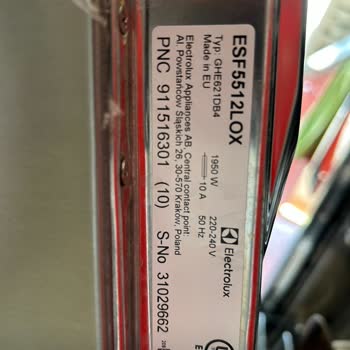 ESF5512LOX
Typ: GHE621DB4
Made in EU
1950 W
10 A
220-240 V
50 Hz
Electrolux
Electrolux Appliances AB, Central contact point:
Al. Powstańców Śląskich 26, 30-570 Kraków, Poland
PNC 911516301 (10) S-No 31029662